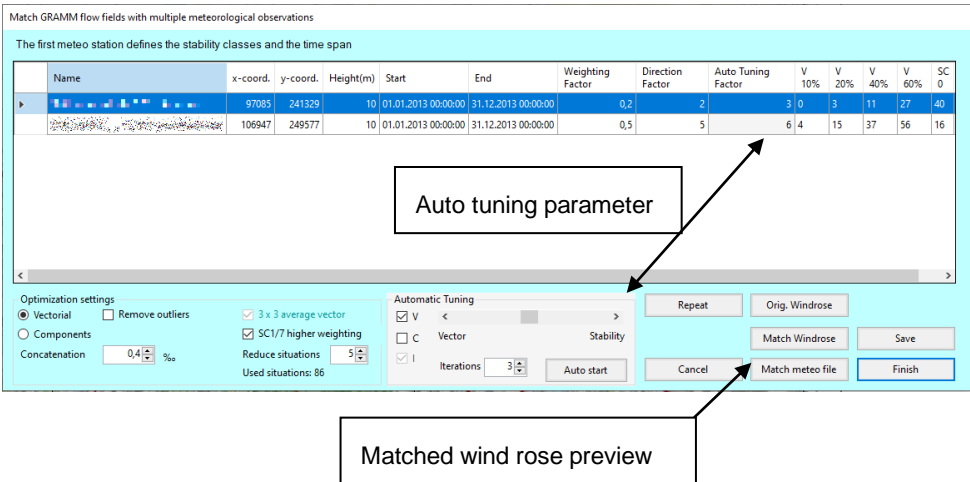 Match GRAMM flow fields with multiple meteorological observations
The first meteo station defines the stability classes and the time span
Name x-coord. y-coord. Height(m) Start End Weighting Factor Direction Factor Auto Tuning Factor V 10% V 20% V 40% V 60% SC 0
97085 241329 10 01.01.2013 00:00:00 31.12.2013 00:00:00 0,2 2 3 0 3 11 27 40
106947 249577 10 01.01.2013 00:00:00 31.12.2013 00:00:00 0,5 5 6 4 15 37 56 16
Auto tuning parameter
Optimization settings
Vectorial Remove outliers 3 x 3 average vector
Components SC1/7 higher weighting
Concatenation 0,4 ‰ Reduce situations 5
Used situations: 86
Automatic Tuning
V < >
C Vector Stability
I Iterations 3 Auto start
Repeat Orig. Windrose
Match Windrose Save
Cancel Match meteo file Finish
Matched wind rose preview